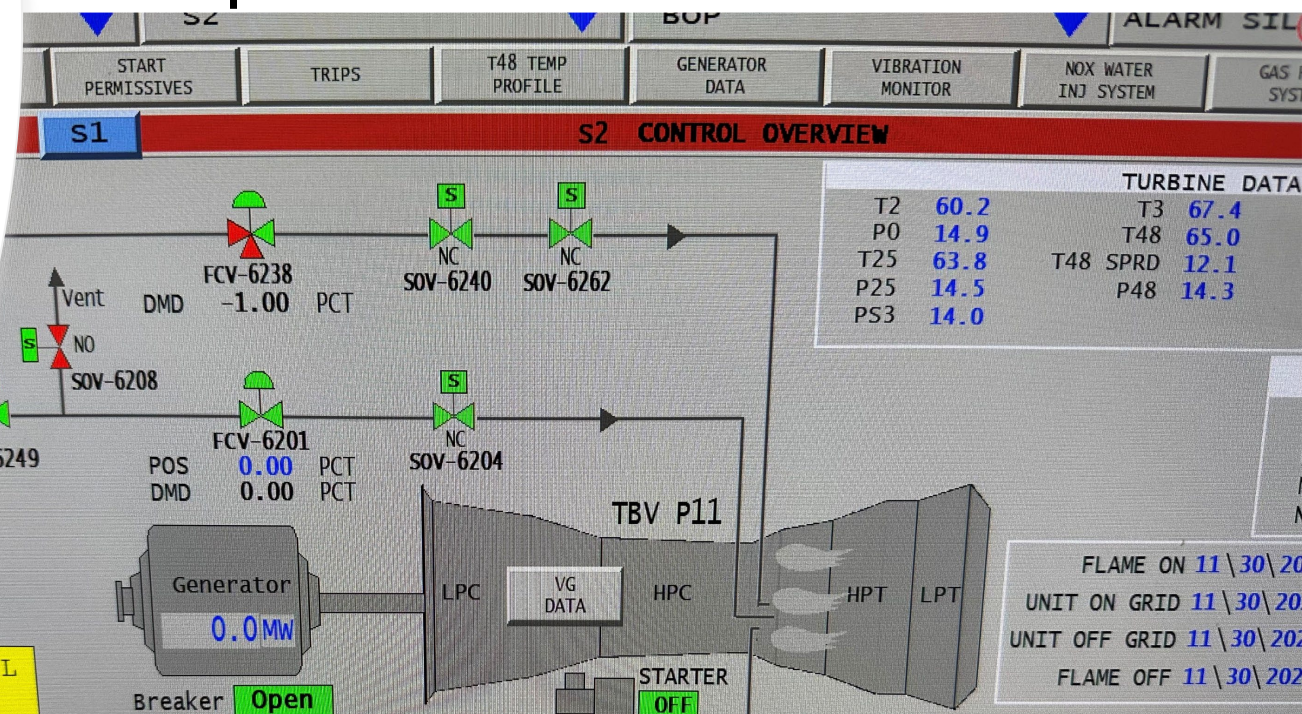 S2
BOP
ALARM SIL
START PERMISSIVES
TRIPS
T48 TEMP PROFILE
GENERATOR DATA
VIBRATION MONITOR
NOX WATER INJ SYSTEM
GAS
SYST
S1
S2 CONTROL OVERVIEW
TURBINE DATA
T2 60.2 T3 67.4
P0 14.9 T48 65.0
T25 63.8 T48 SPRD 12.1
P25 14.5 P48 14.3
PS3 14.0
S
S
NC
NC
FCV-6238
SOV-6240
SOV-6262
DMD -1.00 PCT
Vent
S
NO
SOV-6208
S
NC
6249
FCV-6201
SOV-6204
POS 0.00 PCT
DMD 0.00 PCT
TBV P11
Generator
0.0 MW
LPC
VG DATA
HPC
HPT
LPT
FLAME ON 11\30\20
UNIT ON GRID 11\30\20
UNIT OFF GRID 11\30\202
FLAME OFF 11\30\202
L
Breaker Open
STARTER
OFF